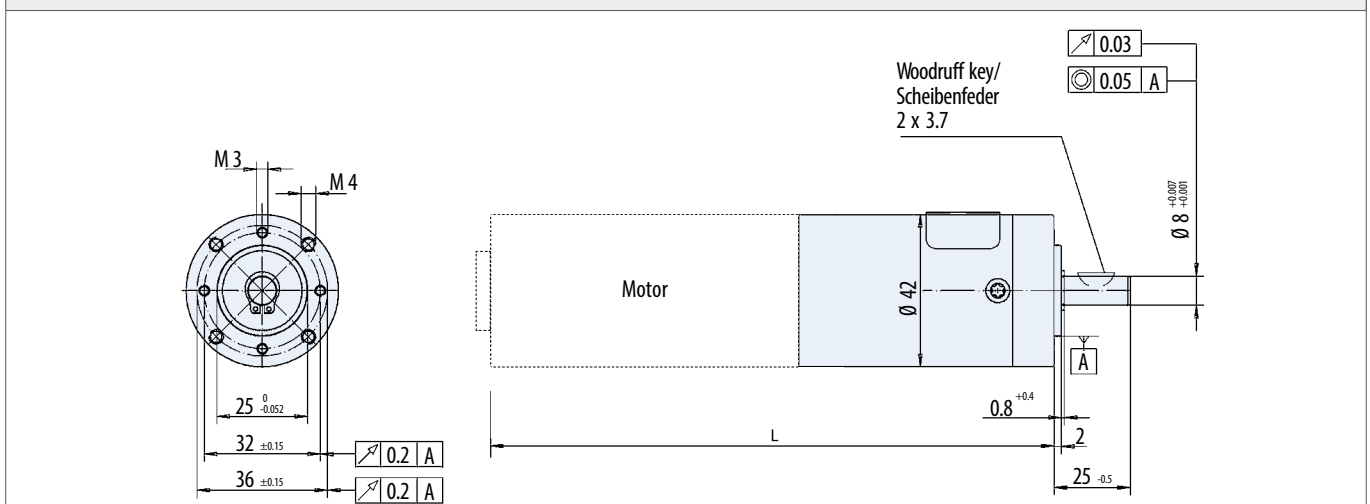 0.03
0.05 A
Woodruff key/
Scheibenfeder
2 x 3.7
M 3
M 4
Ø 8 +0.007 +0.001
Motor
Ø 42
A
25 0 -0.052
0.8 +0.4
L
2
32 ±0.15
0.2 A
25 -0.5
36 ±0.15
0.2 A